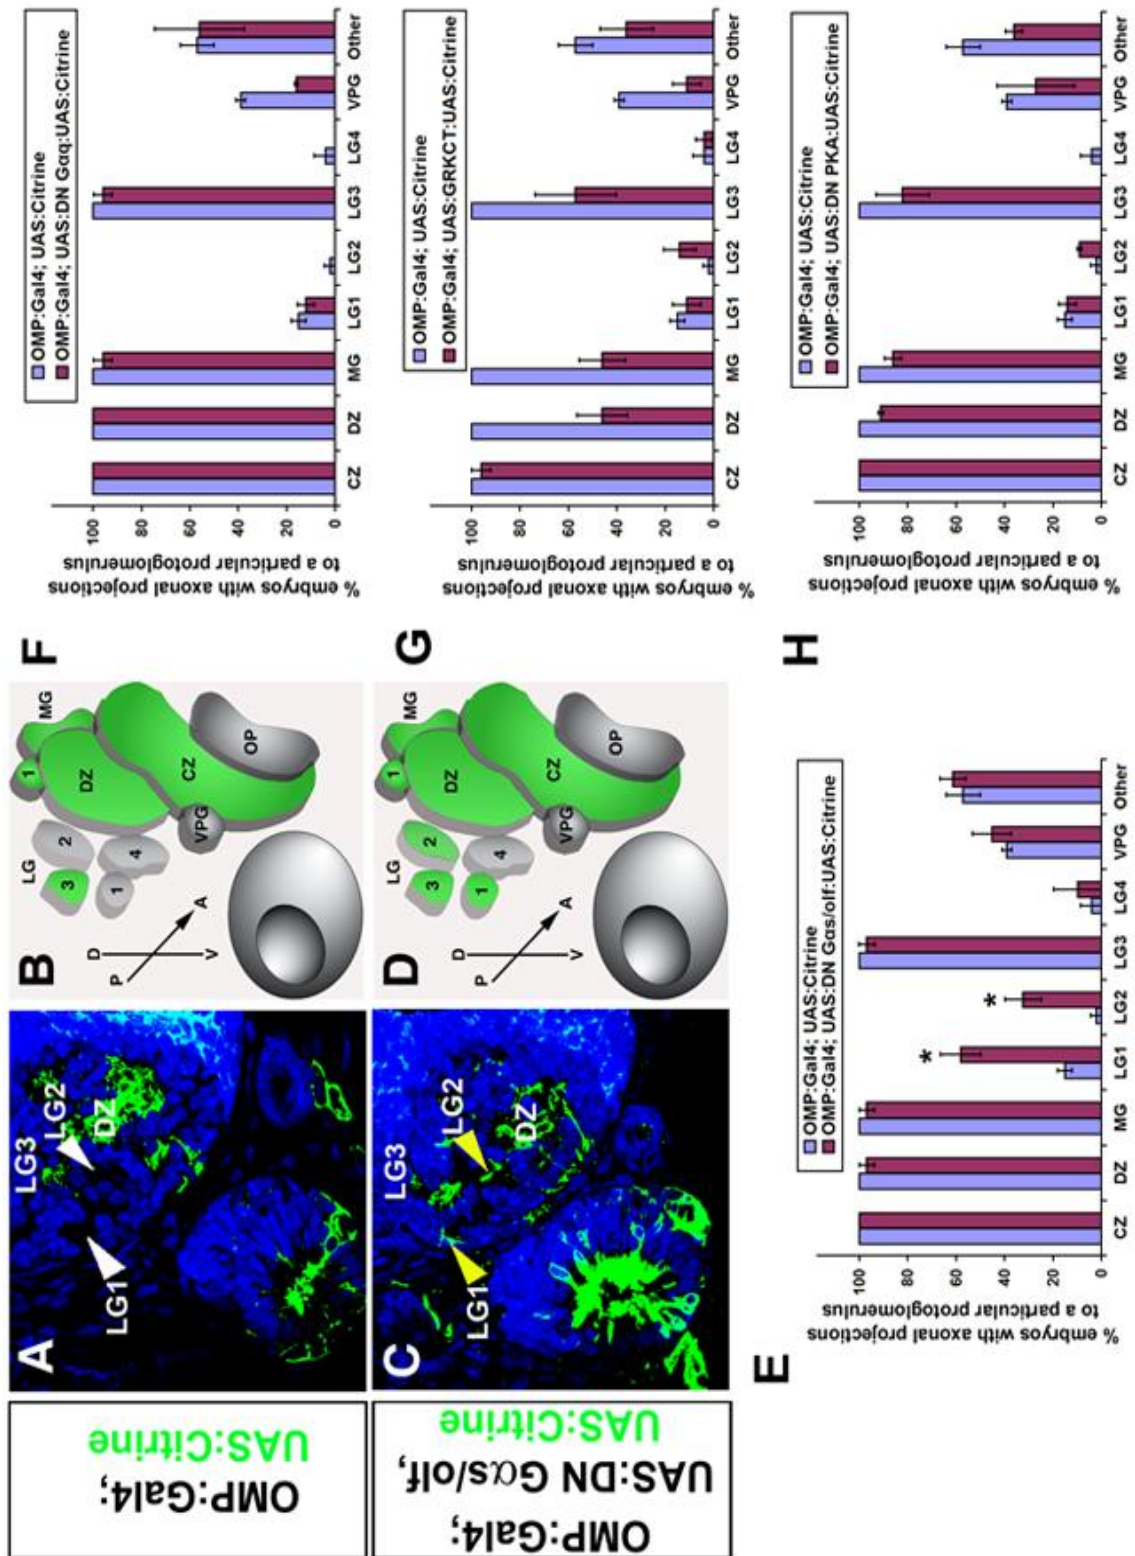 OMP:Gal4;
UAS:Citrine
A
LG3
LG2
DZ
LG1
B
D
P
A
V
LG
3
2
1
4
1
MG
DZ
CZ
VPG
OP
OMP:Gal4;
UAS:DN Gαs/olf,
UAS:Citrine
C
LG3
LG2
DZ
LG1
D
D
P
A
V
LG
3
2
1
4
1
MG
DZ
CZ
VPG
OP
E
% embryos with axonal projections
to a particular protoglomerulus
100
80
60
40
20
0
OMP:Gal4; UAS:Citrine
OMP:Gal4; UAS:DN Gαs/olf:UAS:Citrine
*
*
CZ DZ MG LG1 LG2 LG3 LG4 VPG Other
F
% embryos with axonal projections
to a particular protoglomerulus
100
80
60
40
20
0
OMP:Gal4; UAS:Citrine
OMP:Gal4; UAS:DN Gαq:UAS:Citrine
CZ DZ MG LG1 LG2 LG3 LG4 VPG Other
G
% embryos with axonal projections
to a particular protoglomerulus
100
80
60
40
20
0
OMP:Gal4; UAS:Citrine
OMP:Gal4; UAS:GRKCT:UAS:Citrine
CZ DZ MG LG1 LG2 LG3 LG4 VPG Other
H
% embryos with axonal projections
to a particular protoglomerulus
100
80
60
40
20
0
OMP:Gal4; UAS:Citrine
OMP:Gal4; UAS:DN PKA:UAS:Citrine
CZ DZ MG LG1 LG2 LG3 LG4 VPG Other